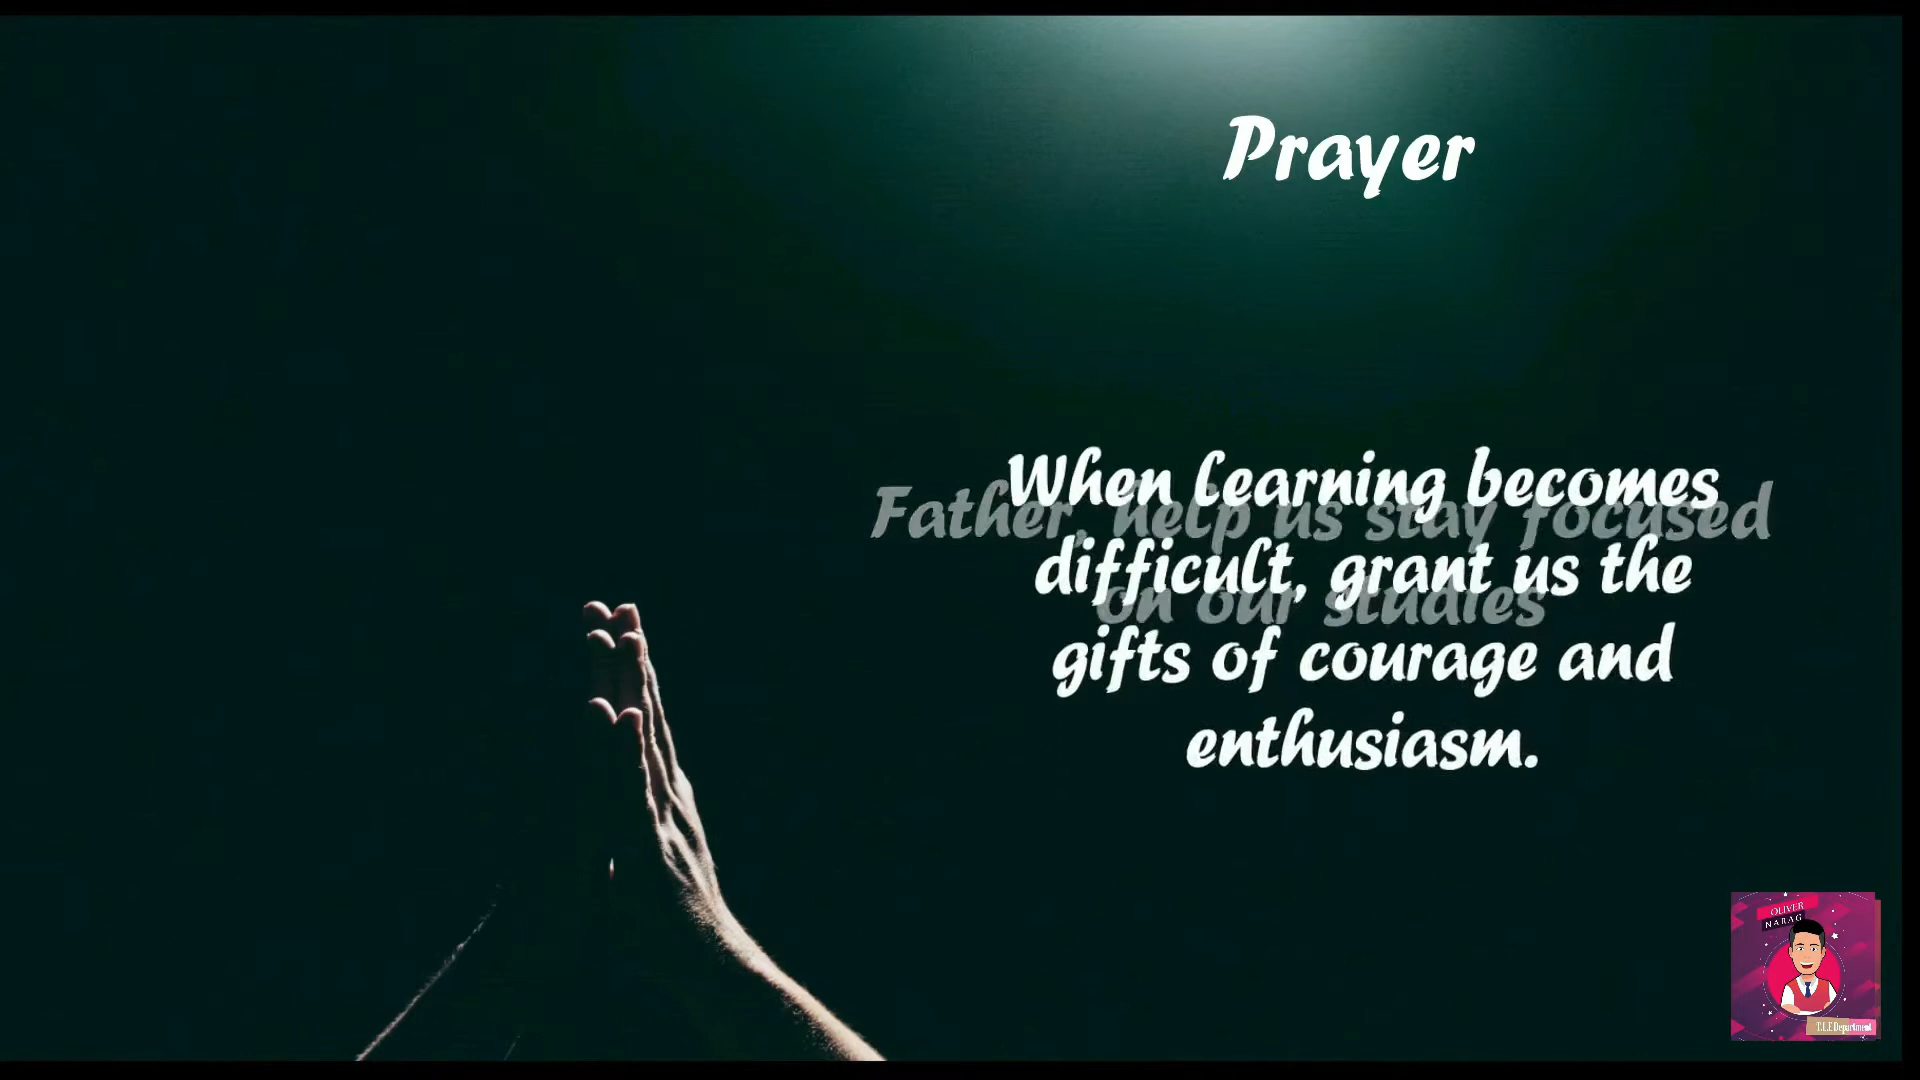 Prayer
When learning becomes
difficult, grant us the
gifts of courage and
enthusiasm.
Father, help us stay focused
on our studies
OLIVER
NARAG
T.L.E Department